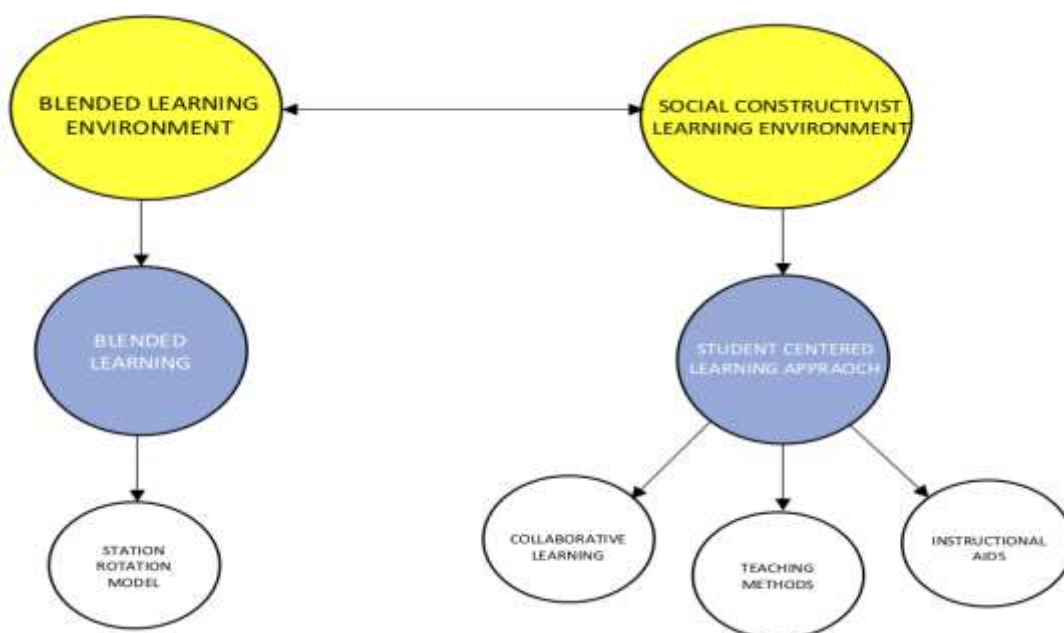 BLENDED LEARNING
ENVIRONMENT
SOCIAL CONSTRUCTIVIST
LEARNING ENVIRONMENT
BLENDED
LEARNING
STUDENT CENTERED
LEARNING APPRAOCH
STATION
ROTATION
MODEL
COLLABORATIVE
LEARNING
TEACHING
METHODS
INSTRUCTIONAL
AIDS